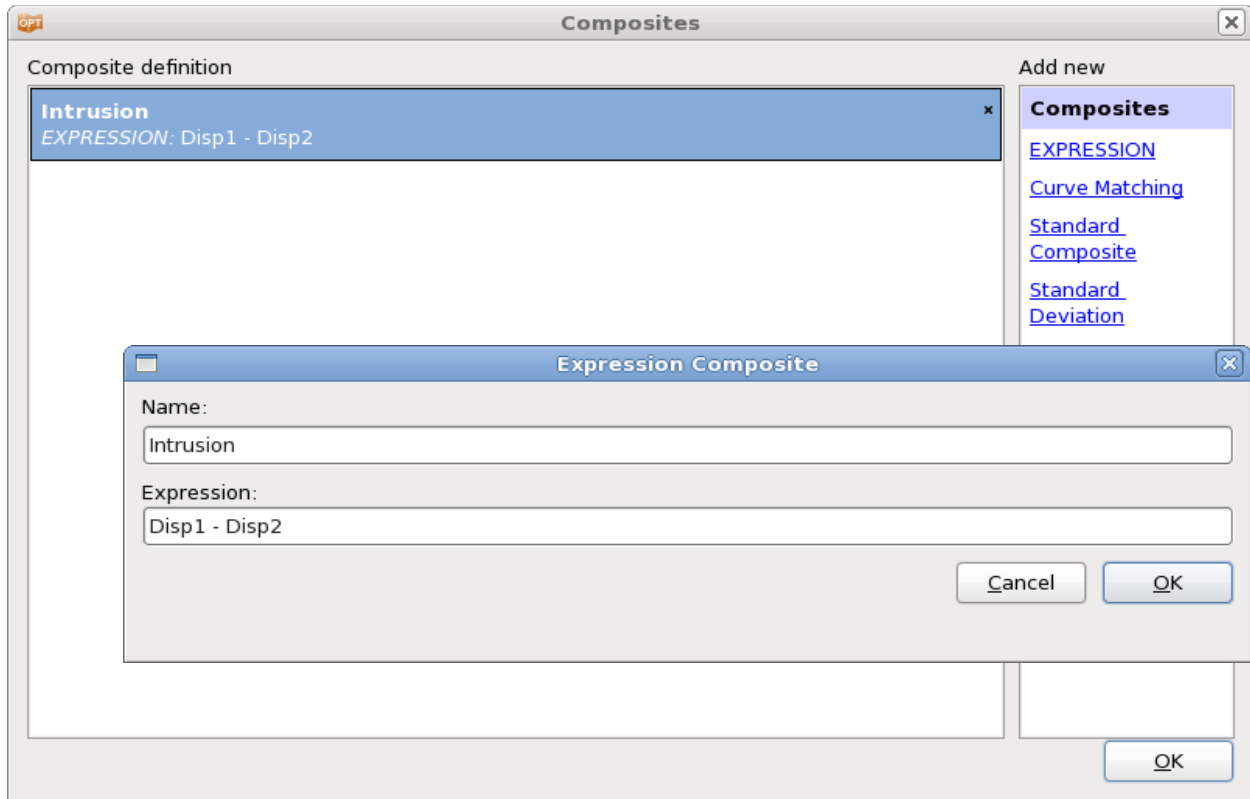 OPT
Composites
Composite definition
Add new
Intrusion
EXPRESSION: Disp1 - Disp2
Composites
EXPRESSION
Curve Matching
Standard
Composite
Standard
Deviation
Expression Composite
Name:
Intrusion
Expression:
Disp1 - Disp2
Cancel
OK
OK